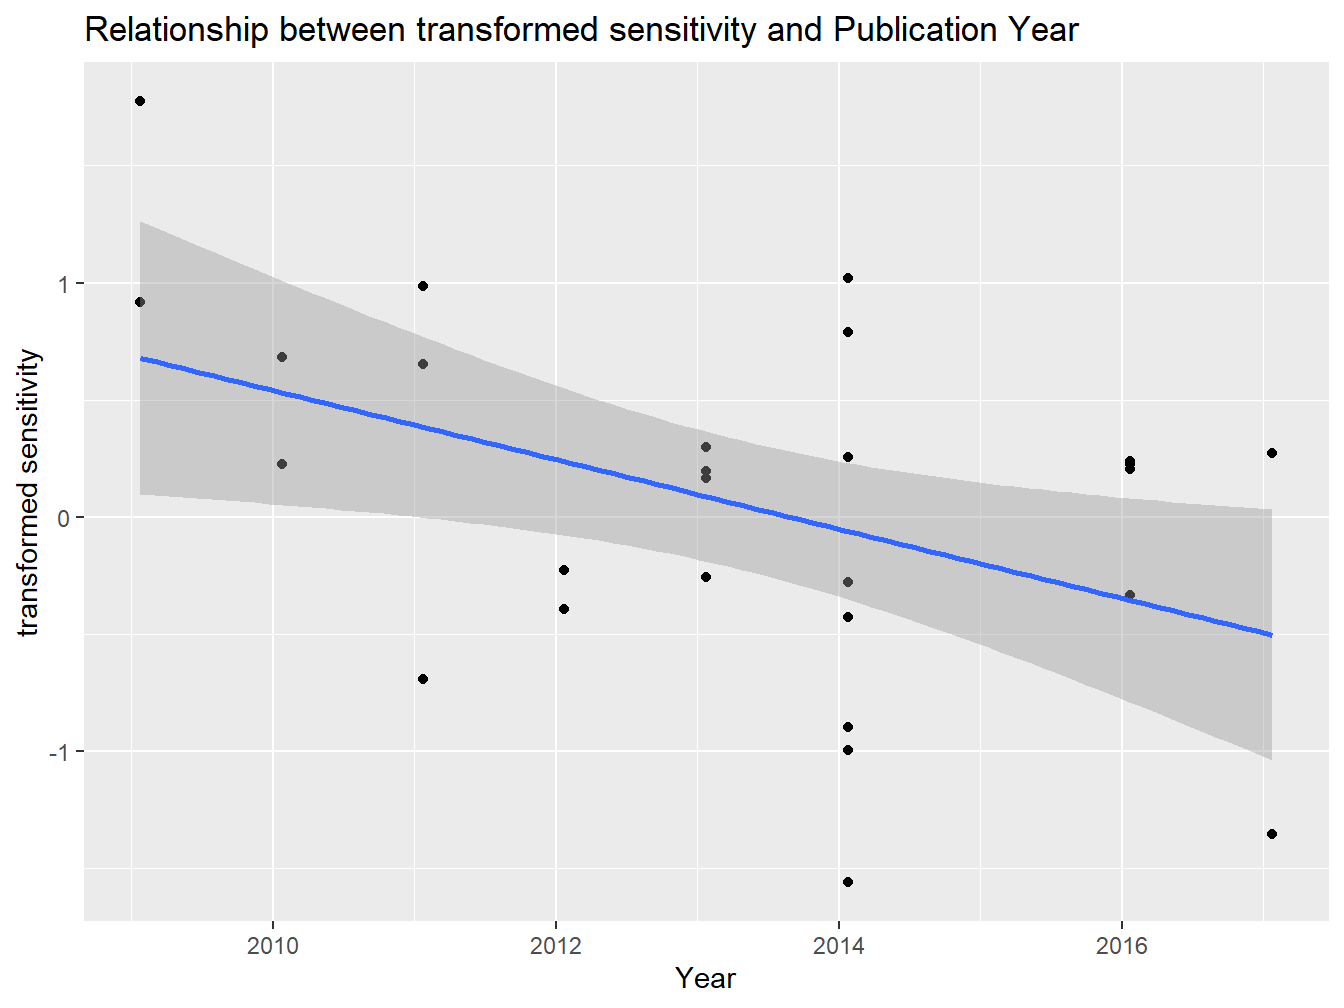 Relationship between transformed sensitivity and Publication Year
transformed sensitivity
1
0
-1
2010
2012
2014
2016
Year